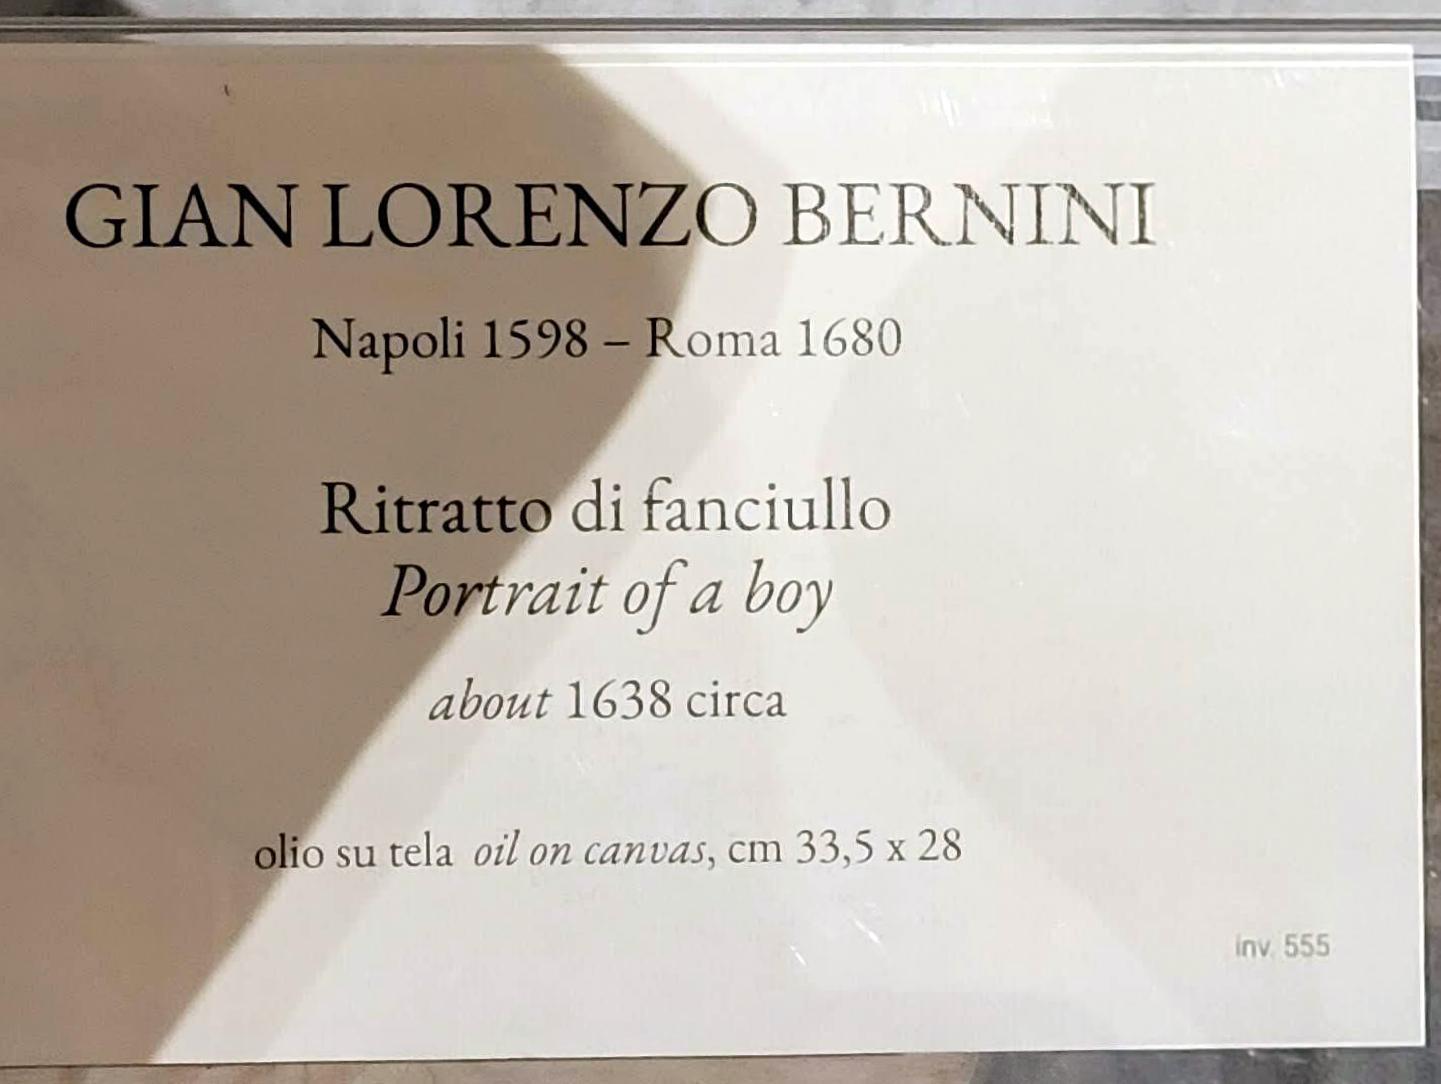 GIAN LORENZO BERNINI
Napoli 1598 – Roma 1680
Ritratto di fanciullo
Portrait of a boy
about 1638 circa
olio su tela oil on canvas, cm 33,5 x 28
inv. 555